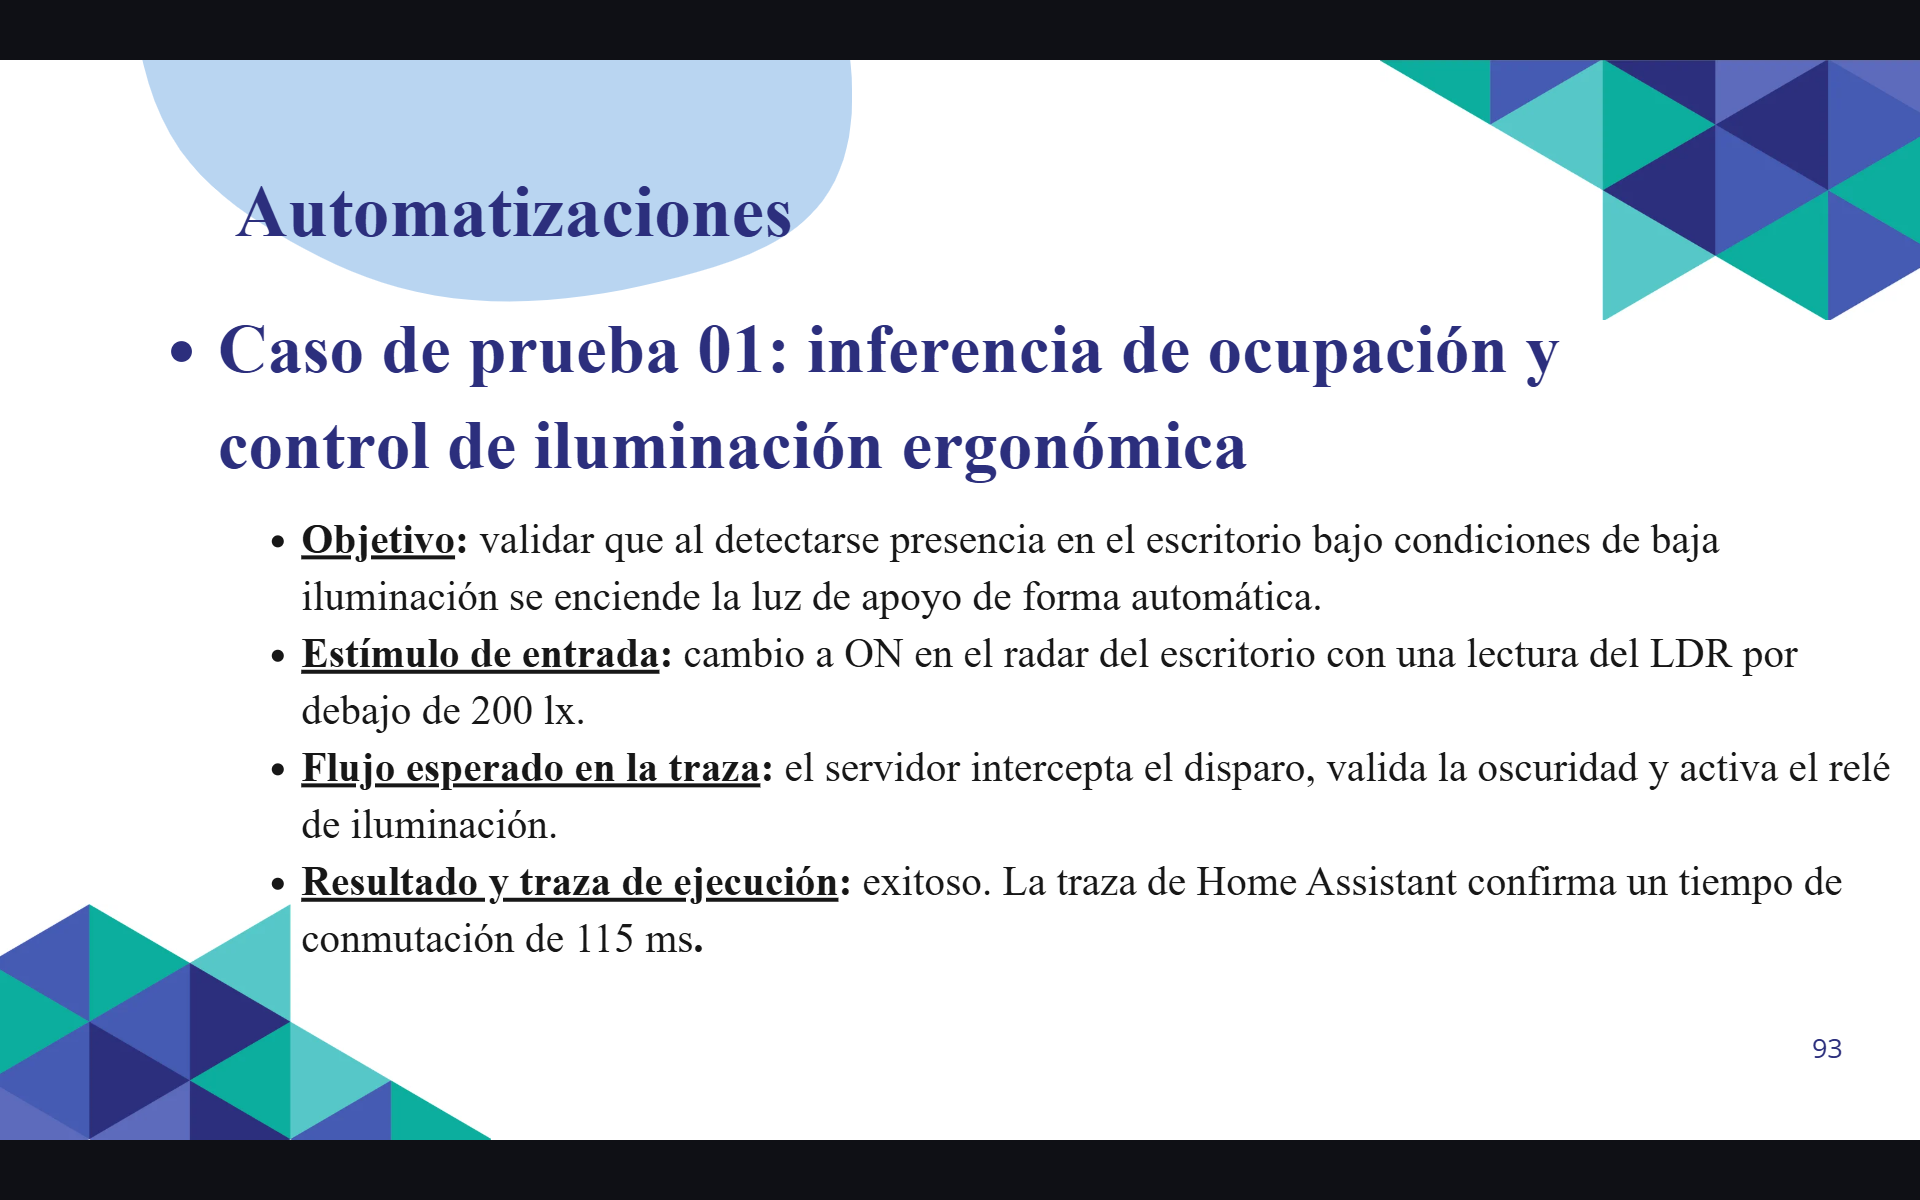 Automatizaciones
• Caso de prueba 01: inferencia de ocupación y
control de iluminación ergonómica
• Objetivo: validar que al detectarse presencia en el escritorio bajo condiciones de baja
iluminación se enciende la luz de apoyo de forma automática.
• Estímulo de entrada: cambio a ON en el radar del escritorio con una lectura del LDR por
debajo de 200 lx.
• Flujo esperado en la traza: el servidor intercepta el disparo, valida la oscuridad y activa el relé
de iluminación.
• Resultado y traza de ejecución: exitoso. La traza de Home Assistant confirma un tiempo de
conmutación de 115 ms.
93